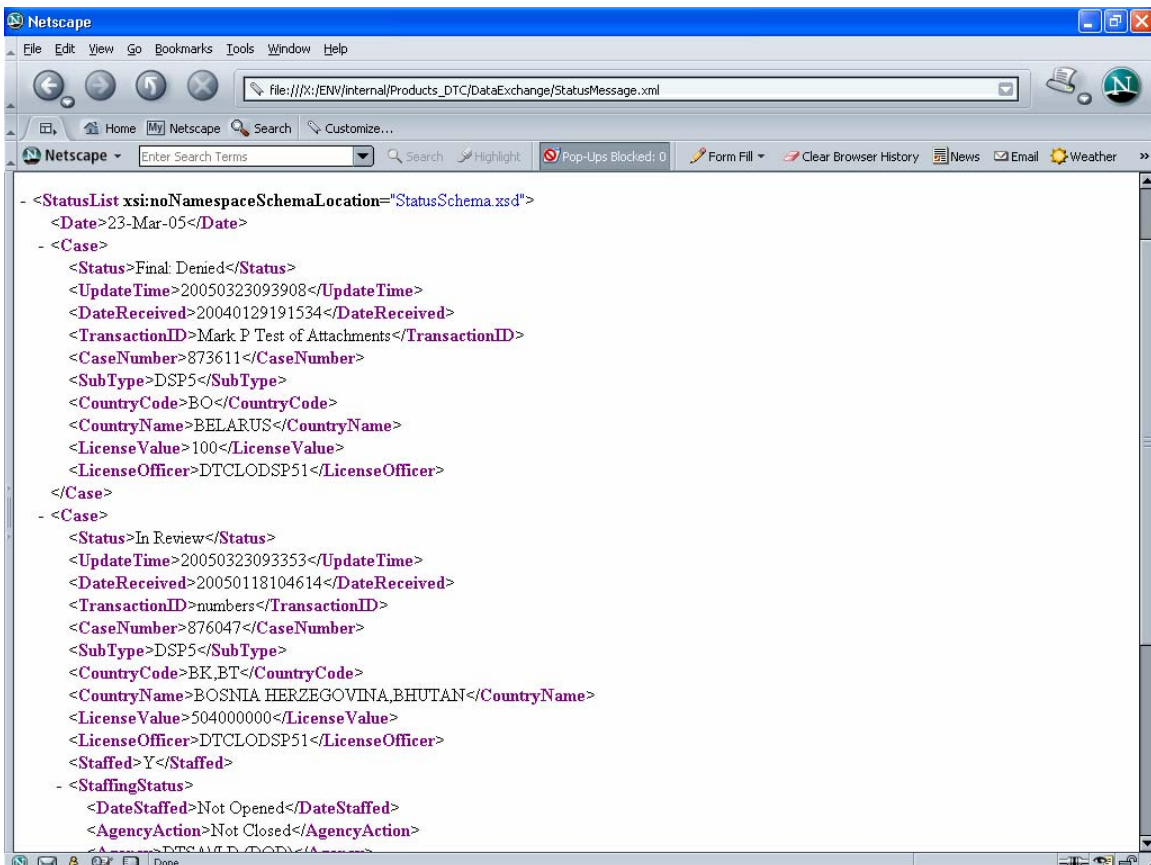 Netscape
File Edit View Go Bookmarks Tools Window Help
file:///X:/ENV/internal/Products_DTC/DataExchange/StatusMessage.xml
N
Home My Netscape Search Customize...
Netscape Enter Search Terms Search Highlight Pop-Ups Blocked: 0 Form Fill Clear Browser History News Email Weather »
- <StatusList xsi:noNamespaceSchemaLocation="StatusSchema.xsd">
<Date>23-Mar-05</Date>
- <Case>
<Status>Final: Denied</Status>
<UpdateTime>20050323093908</UpdateTime>
<DateReceived>20040129191534</DateReceived>
<TransactionID>Mark P Test of Attachments</TransactionID>
<CaseNumber>873611</CaseNumber>
<SubType>DSP5</SubType>
<CountryCode>BO</CountryCode>
<CountryName>BELARUS</CountryName>
<LicenseValue>100</LicenseValue>
<LicenseOfficer>DTCLODSP51</LicenseOfficer>
</Case>
- <Case>
<Status>In Review</Status>
<UpdateTime>20050323093353</UpdateTime>
<DateReceived>20050118104614</DateReceived>
<TransactionID>numbers</TransactionID>
<CaseNumber>876047</CaseNumber>
<SubType>DSP5</SubType>
<CountryCode>BK,BT</CountryCode>
<CountryName>BOSNIA HERZEGOVINA,BHUTAN</CountryName>
<LicenseValue>504000000</LicenseValue>
<LicenseOfficer>DTCLODSP51</LicenseOfficer>
<Staffed>Y</Staffed>
- <StaffingStatus>
<DateStaffed>Not Opened</DateStaffed>
<AgencyAction>Not Closed</AgencyAction>
Done